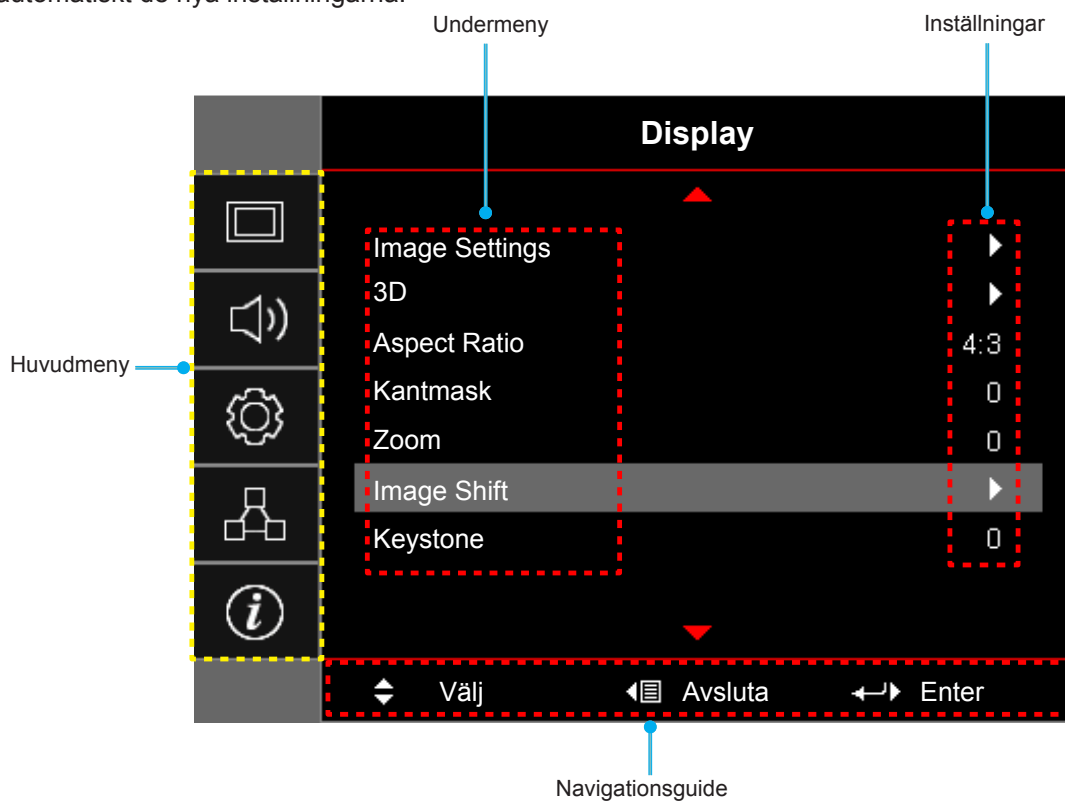 automatiskt de nya inställningarna.
Undermeny
Inställningar
Display
Image Settings
3D
Aspect Ratio 4:3
Kantmask 0
Zoom 0
Image Shift
Keystone 0
Huvudmeny
i
Välj Avsluta Enter
Navigationsguide